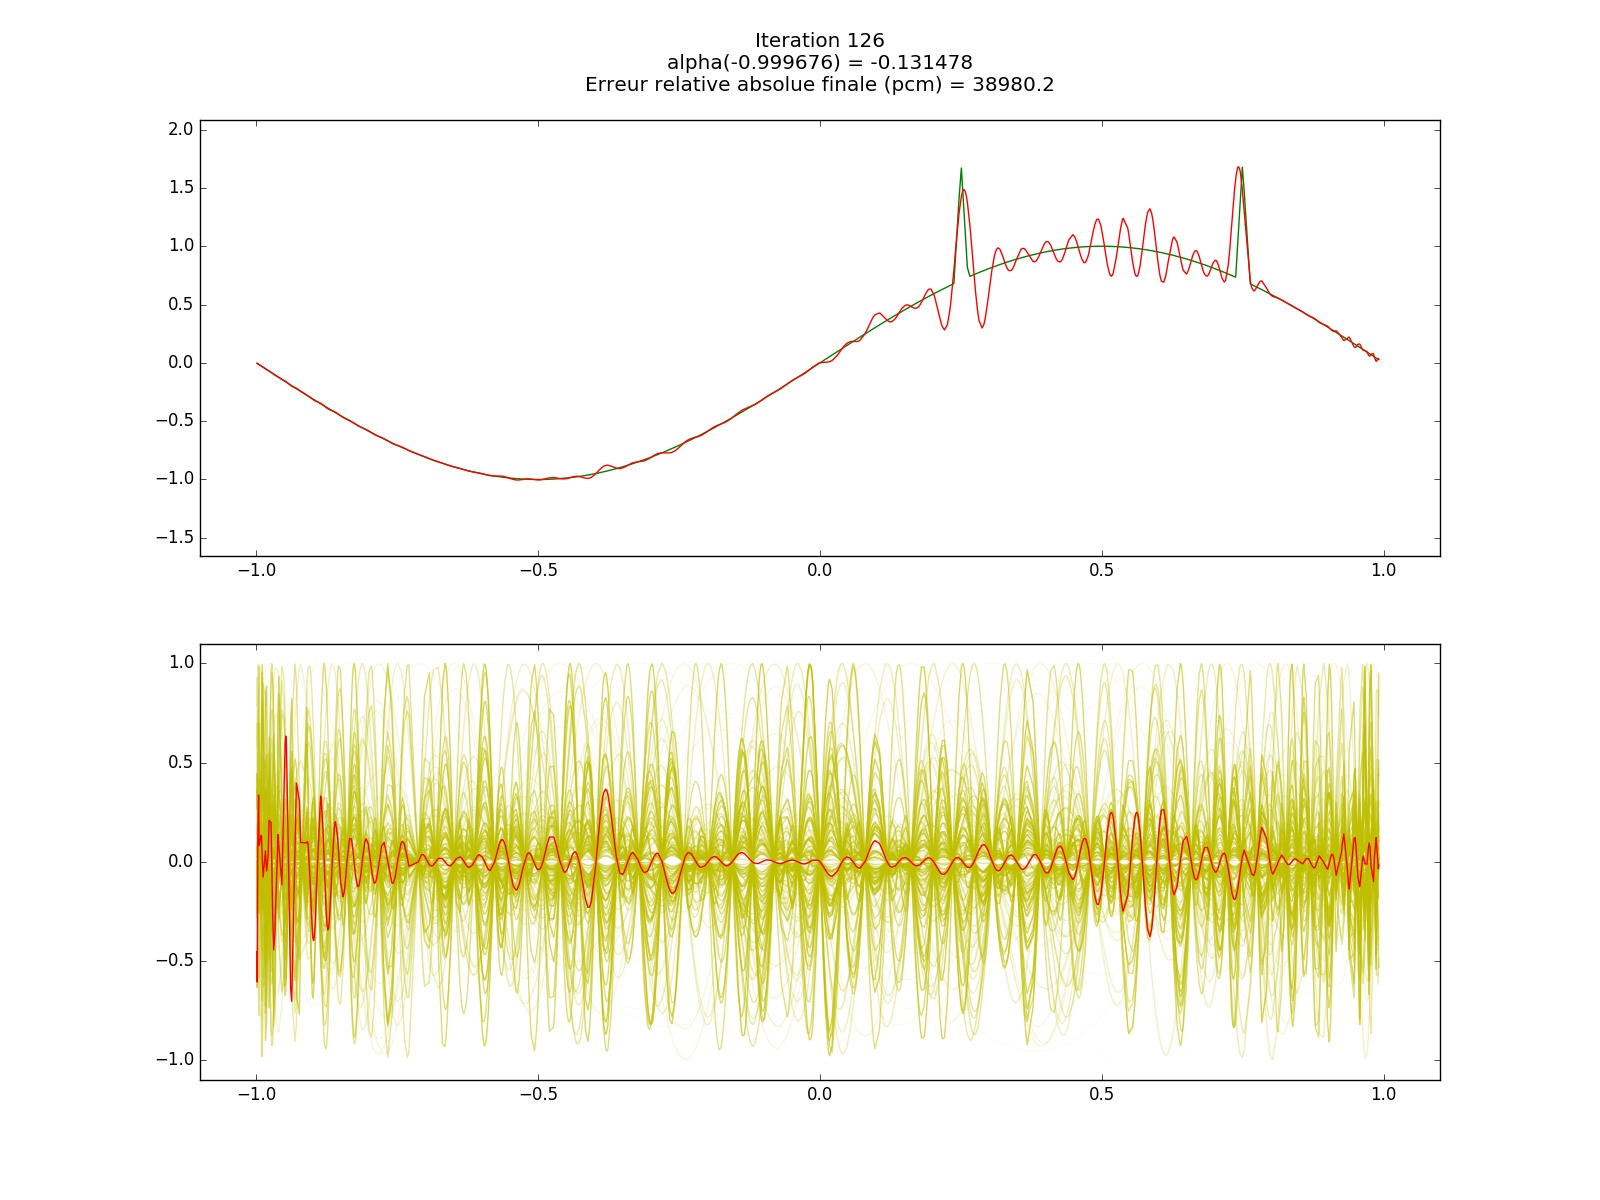 Iteration 126
alpha(-0.999676) = -0.131478
Erreur relative absolue finale (pcm) = 38980.2
2.0
1.5
1.0
0.5
0.0
−0.5
−1.0
−1.5
−1.0 −0.5 0.0 0.5 1.0
1.0
0.5
0.0
−0.5
−1.0
−1.0 −0.5 0.0 0.5 1.0